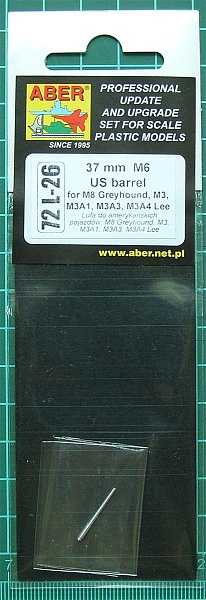 ABER
SINCE 1995
PROFESSIONAL
UPDATE
AND UPGRADE
SET FOR SCALE
PLASTIC MODELS
72 L-26
37 mm M6
US barrel
for M8 Greyhound, M3,
M3A1, M3A3, M3A4 Lee
Lufa do amerykańskich
pojazdów: M8 Greyhound, M3,
M3A1, M3A3, M3A4 Lee
www.aber.net.pl